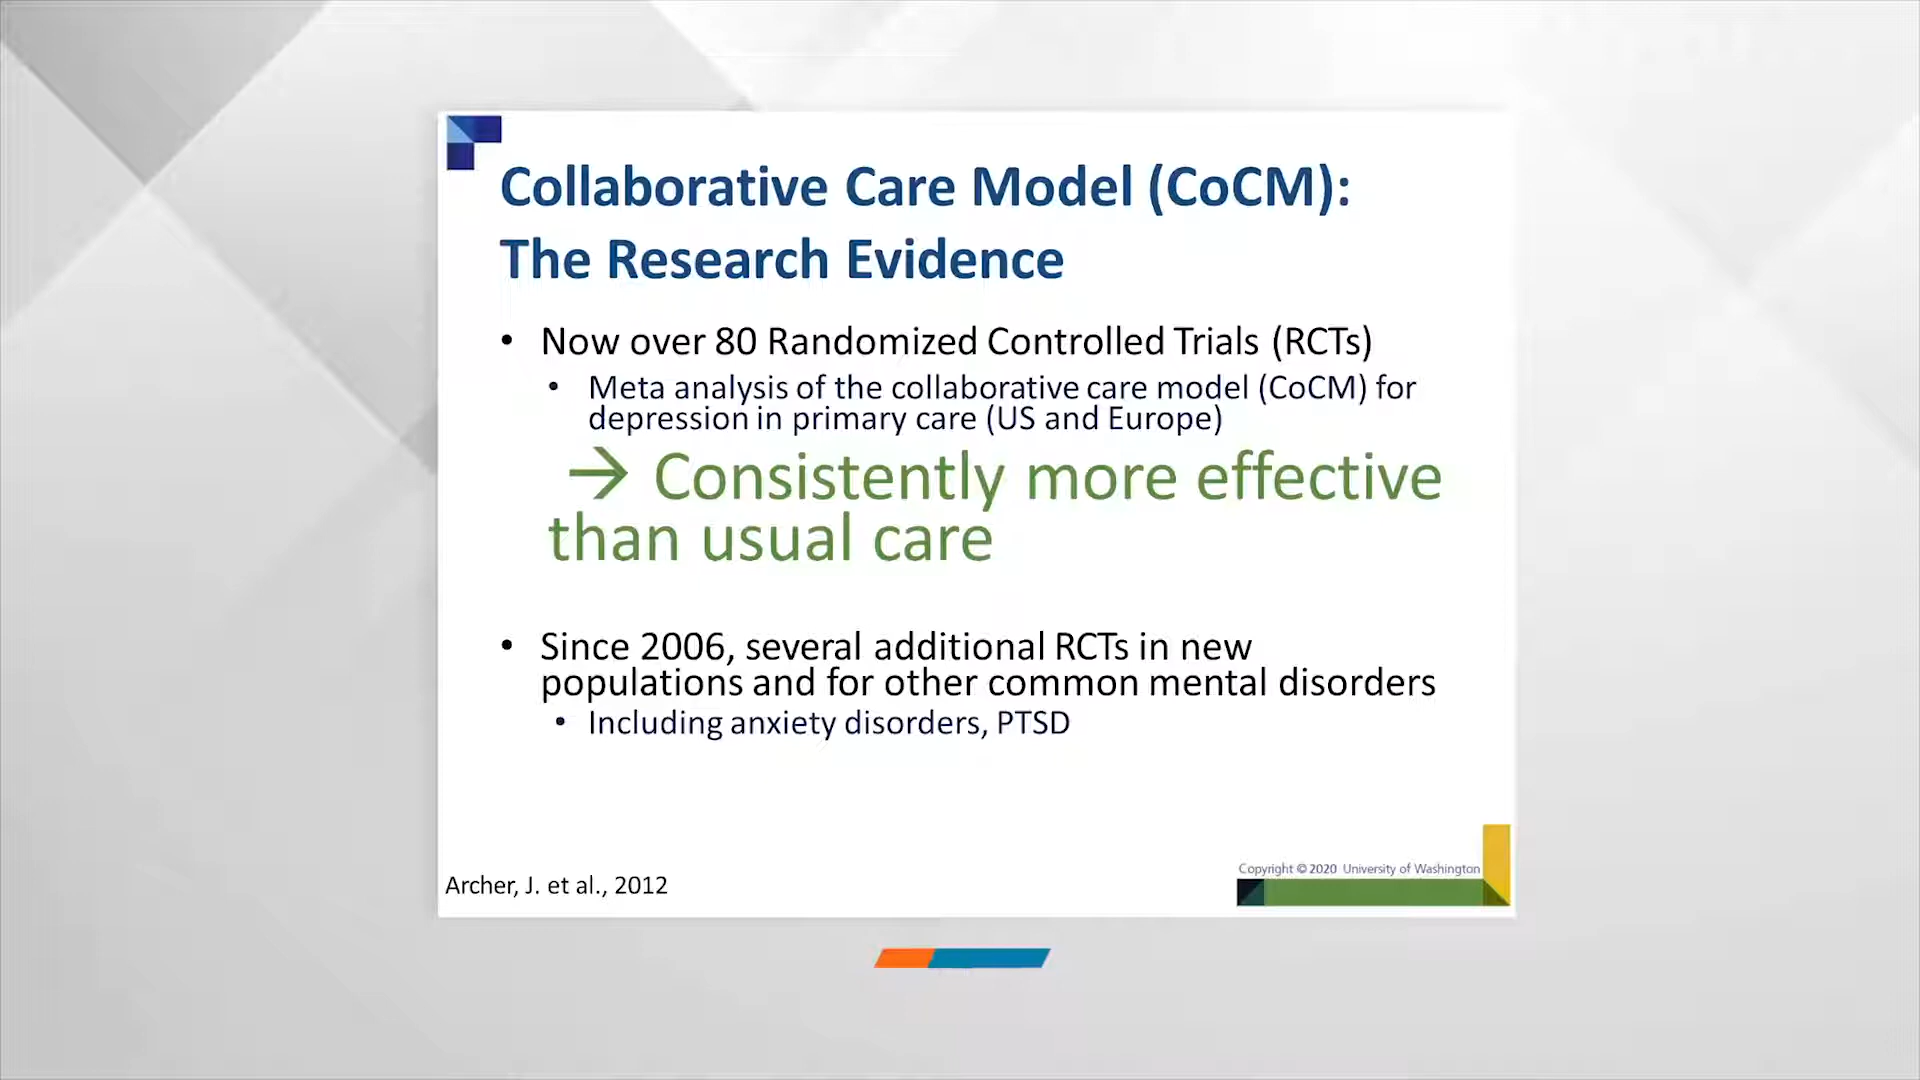 Collaborative Care Model (CoCM):
The Research Evidence
• Now over 80 Randomized Controlled Trials (RCTs)
• Meta analysis of the collaborative care model (CoCM) for
depression in primary care (US and Europe)
→ Consistently more effective
than usual care
• Since 2006, several additional RCTs in new
populations and for other common mental disorders
• Including anxiety disorders, PTSD
Archer, J. et al., 2012
Copyright © 2020 University of Washington